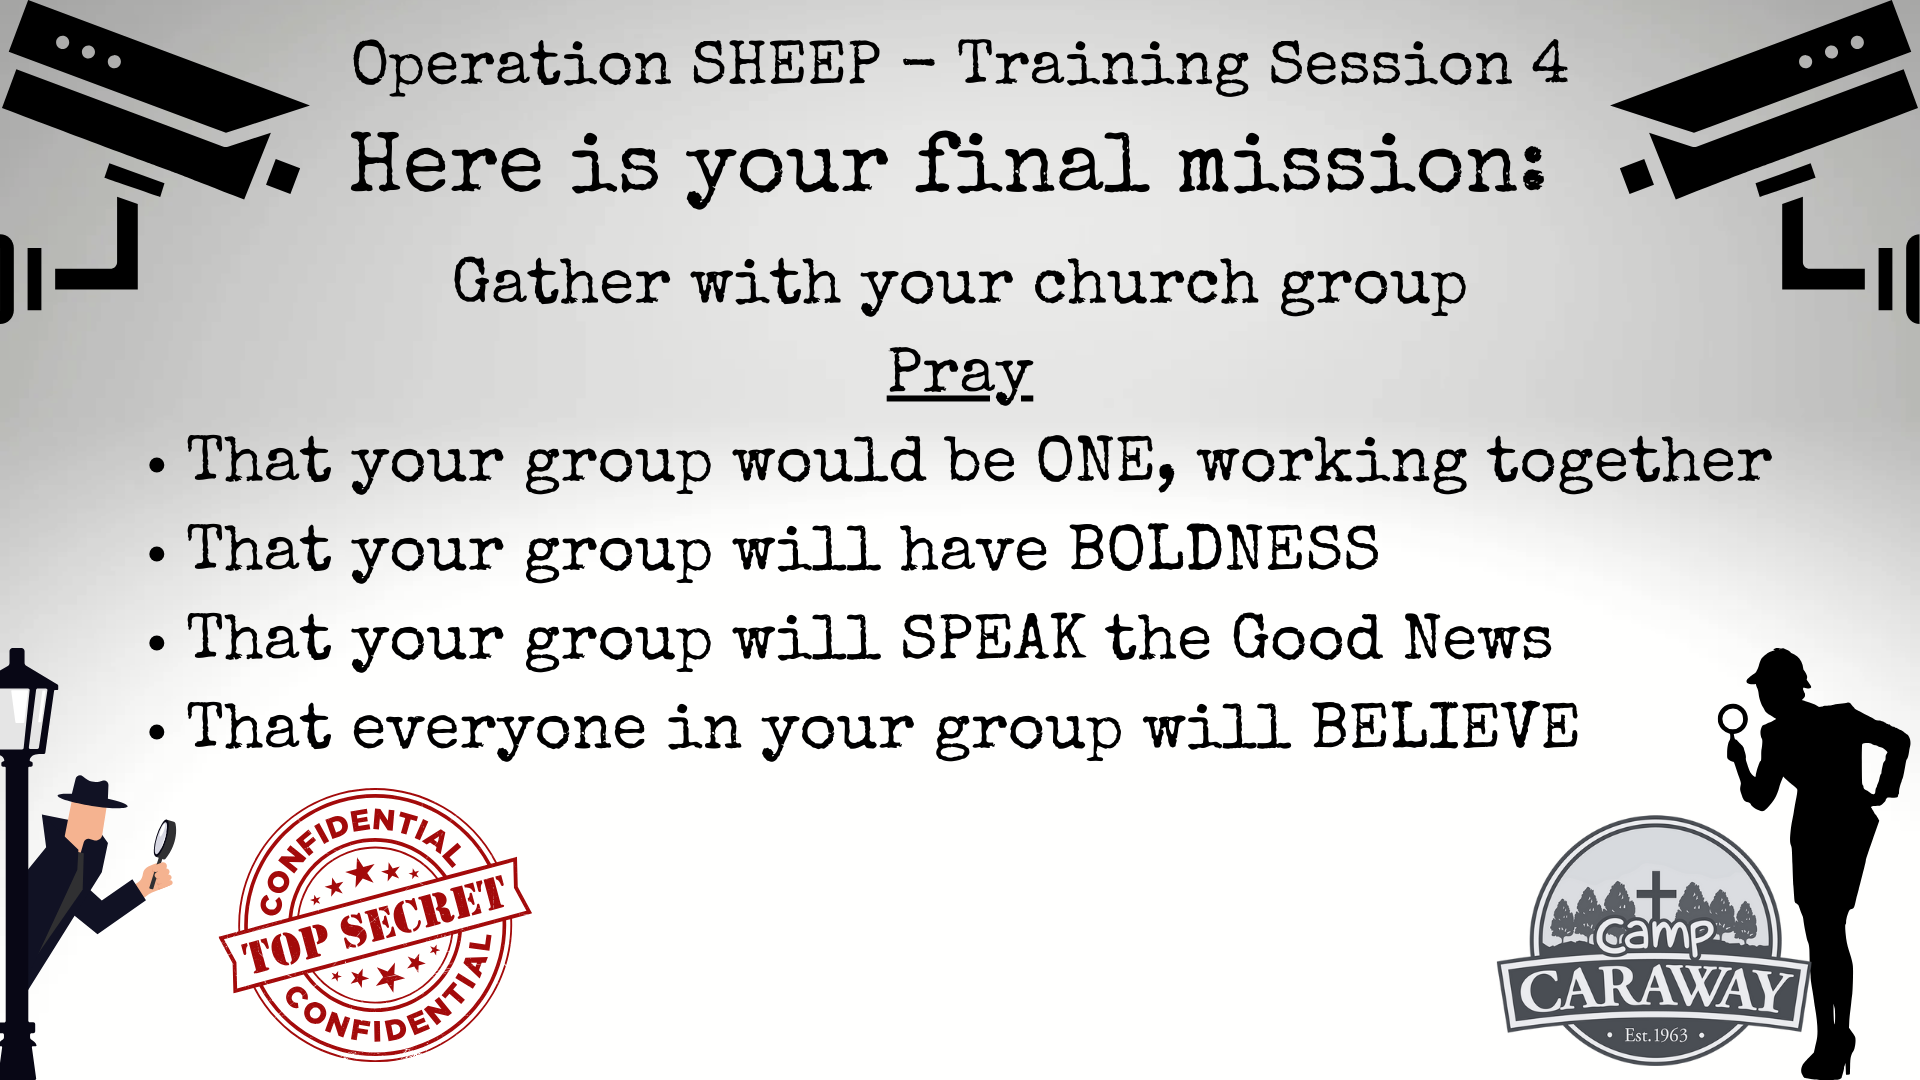 Operation SHEEP - Training Session 4
Here is your final mission:
Gather with your church group
Pray
• That your group would be ONE, working together
• That your group will have BOLDNESS
• That your group will SPEAK the Good News
• That everyone in your group will BELIEVE
CONFIDENTIAL
TOP SECRET
CONFIDENTIAL
camp
CARAWAY
• Est.1963 •